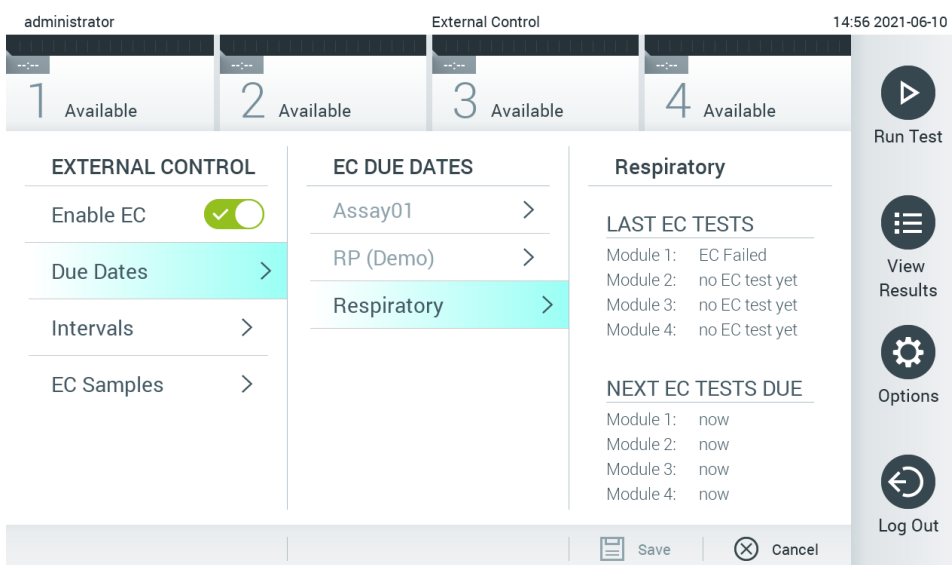 administrator External Control 14:56 2021-06-10
--:-- --:-- --:-- --:--
1 Available 2 Available 3 Available 4 Available
Run Test
EXTERNAL CONTROL
Enable EC
Due Dates
Intervals
EC Samples
EC DUE DATES
Assay01
RP (Demo)
Respiratory
Respiratory
LAST EC TESTS
Module 1: EC Failed
Module 2: no EC test yet
Module 3: no EC test yet
Module 4: no EC test yet
NEXT EC TESTS DUE
Module 1: now
Module 2: now
Module 3: now
Module 4: now
View
Results
Options
Log Out
Save Cancel